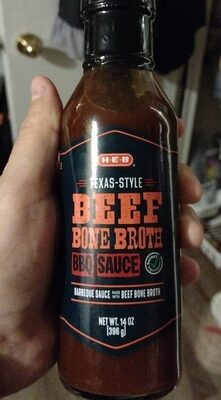 H-E-B
TEXAS-STYLE
BEEF
BONE BROTH
BBQ SAUCE
BARBEQUE SAUCE MADE WITH BEEF BONE BROTH
NET WT. 14 OZ
(396 g)